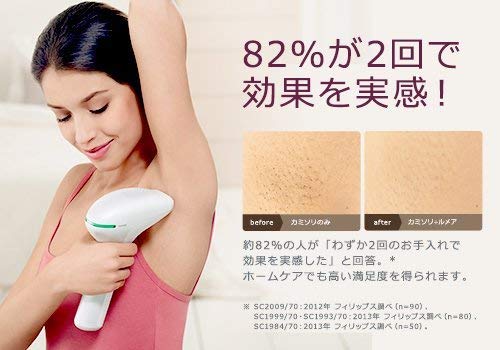 82%が2回で
効果を実感！
before カミソリのみ
after カミソリ+ルメア
約82%の人が「わずか2回のお手入れで
効果を実感した」と回答。*
ホームケアでも高い満足度を得られます。
※ SC2009/70：2012年 フィリップス調べ（n=90）、
SC1999/70・SC1993/70：2013年 フィリップス調べ（n=80）、
SC1984/70：2013年 フィリップス調べ（n=50）。